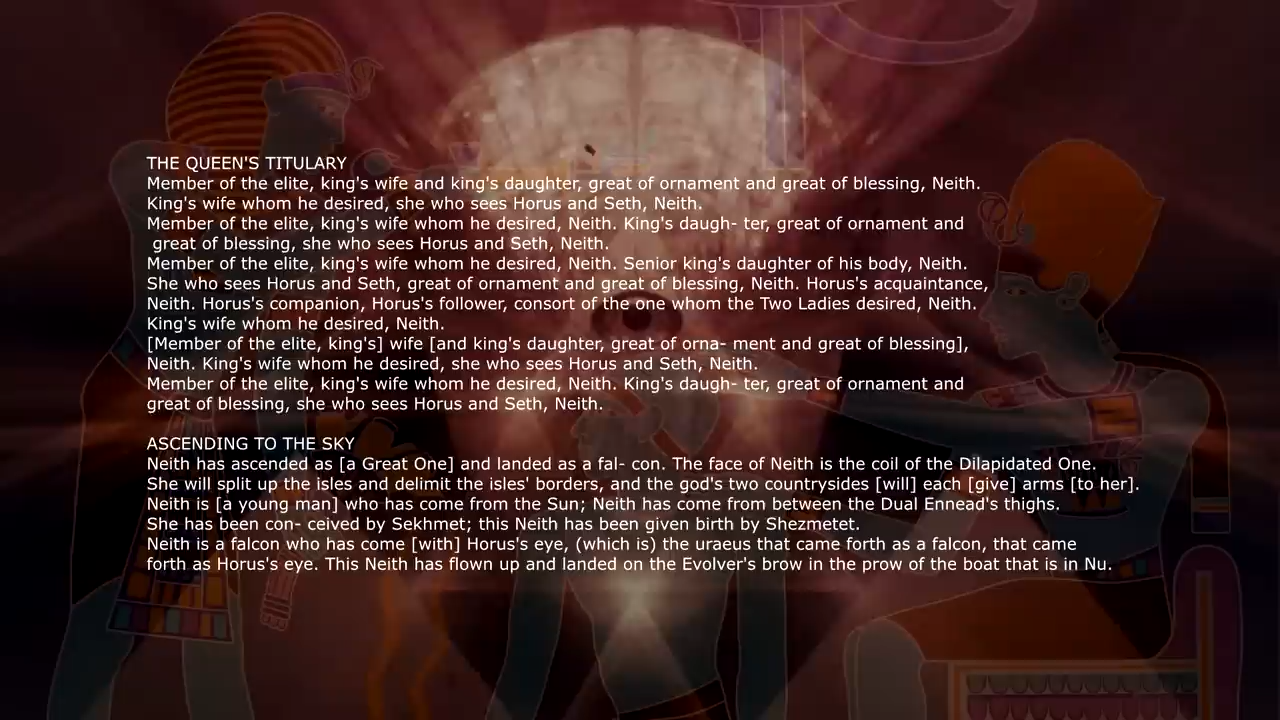 THE QUEEN'S TITULARY
Member of the elite, king's wife and king's daughter, great of ornament and great of blessing, Neith.
King's wife whom he desired, she who sees Horus and Seth, Neith.
Member of the elite, king's wife whom he desired, Neith. King's daugh- ter, great of ornament and
great of blessing, she who sees Horus and Seth, Neith.
Member of the elite, king's wife whom he desired, Neith. Senior king's daughter of his body, Neith.
She who sees Horus and Seth, great of ornament and great of blessing, Neith. Horus's acquaintance,
Neith. Horus's companion, Horus's follower, consort of the one whom the Two Ladies desired, Neith.
King's wife whom he desired, Neith.
[Member of the elite, king's] wife [and king's daughter, great of orna- ment and great of blessing],
Neith. King's wife whom he desired, she who sees Horus and Seth, Neith.
Member of the elite, king's wife whom he desired, Neith. King's daugh- ter, great of ornament and
great of blessing, she who sees Horus and Seth, Neith.
ASCENDING TO THE SKY
Neith has ascended as [a Great One] and landed as a fal- con. The face of Neith is the coil of the Dilapidated One.
She will split up the isles and delimit the isles' borders, and the god's two countrysides [will] each [give] arms [to her].
Neith is [a young man] who has come from the Sun; Neith has come from between the Dual Ennead's thighs.
She has been con- ceived by Sekhmet; this Neith has been given birth by Shezmetet.
Neith is a falcon who has come [with] Horus's eye, (which is) the uraeus that came forth as a falcon, that came
forth as Horus's eye. This Neith has flown up and landed on the Evolver's brow in the prow of the boat that is in Nu.